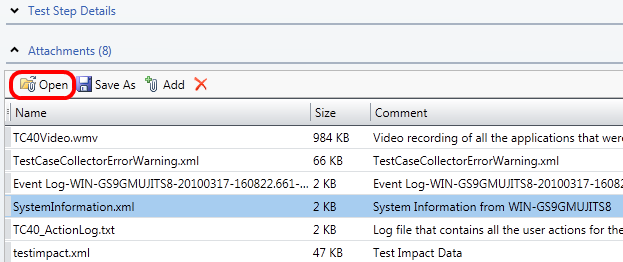 Test Step Details
Attachments (8)
Open Save As Add
Name Size Comment
TC40Video.wmv 984 KB Video recording of all the applications that were
TestCaseCollectorErrorWarning.xml 66 KB TestCaseCollectorErrorWarning.xml
Event Log-WIN-GS9GMUJITS8-20100317-160822.661-... 2 KB Event Log-WIN-GS9GMUJITS8-20100317-160822.661-
SystemInformation.xml 2 KB System Information from WIN-GS9GMUJITS8
TC40_ActionLog.txt 2 KB Log file that contains all the user actions for the
testimpact.xml 47 KB Test Impact Data